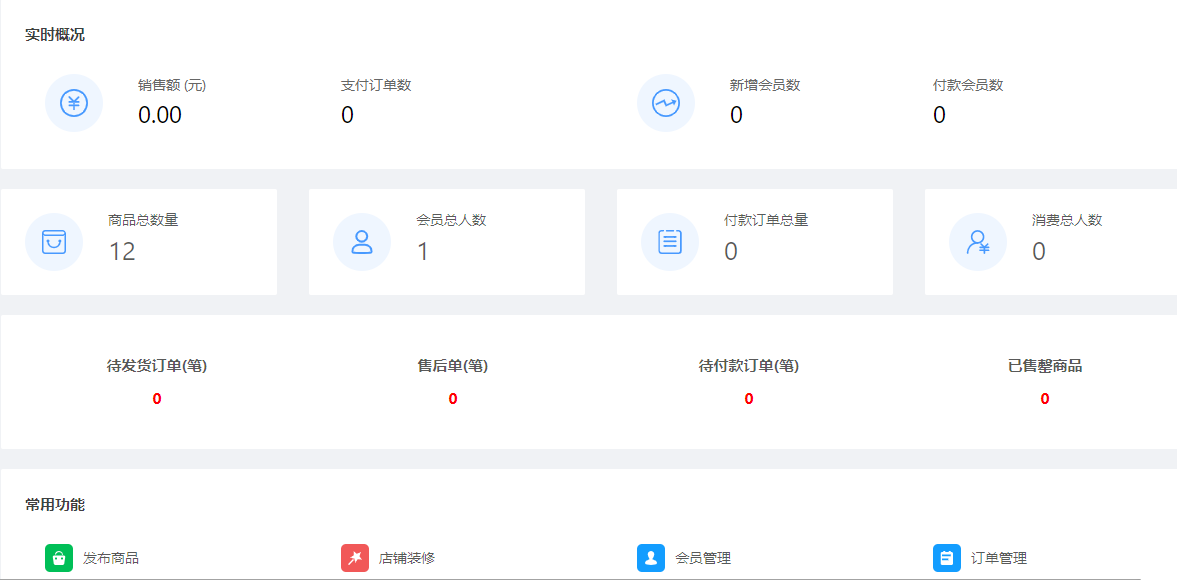 实时概况
销售额 (元) 支付订单数 新增会员数 付款会员数
0.00 0 0 0
商品总数量 会员总人数 付款订单总量 消费总人数
12 1 0 0
待发货订单(笔) 售后单(笔) 待付款订单(笔) 已售罄商品
0 0 0 0
常用功能
发布商品 店铺装修 会员管理 订单管理